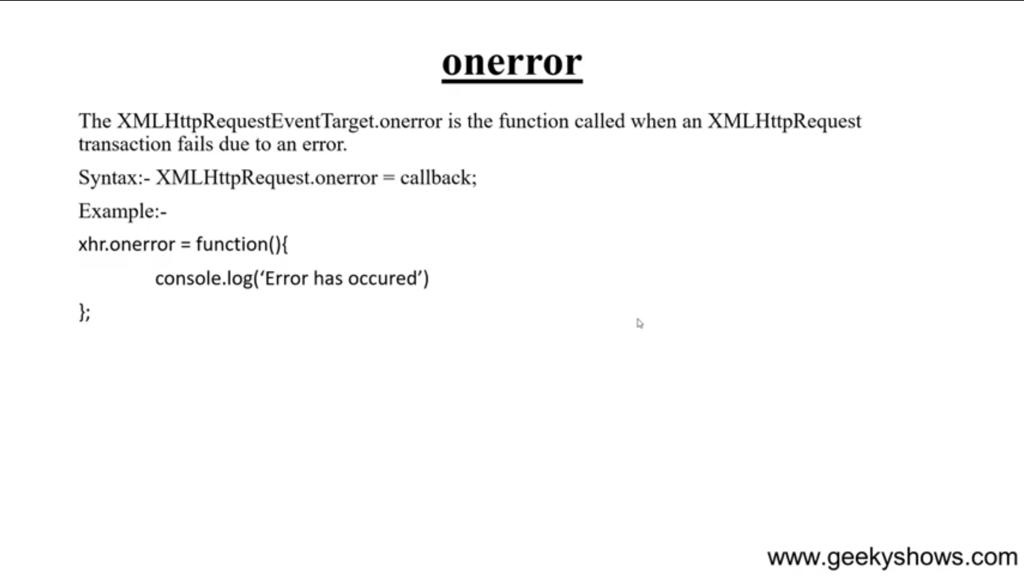 onerror
The XMLHttpRequestEventTarget.onerror is the function called when an XMLHttpRequest
transaction fails due to an error.
Syntax:- XMLHttpRequest.onerror = callback;
Example:-
xhr.onerror = function(){
console.log(‘Error has occured’)
};
www.geekyshows.com